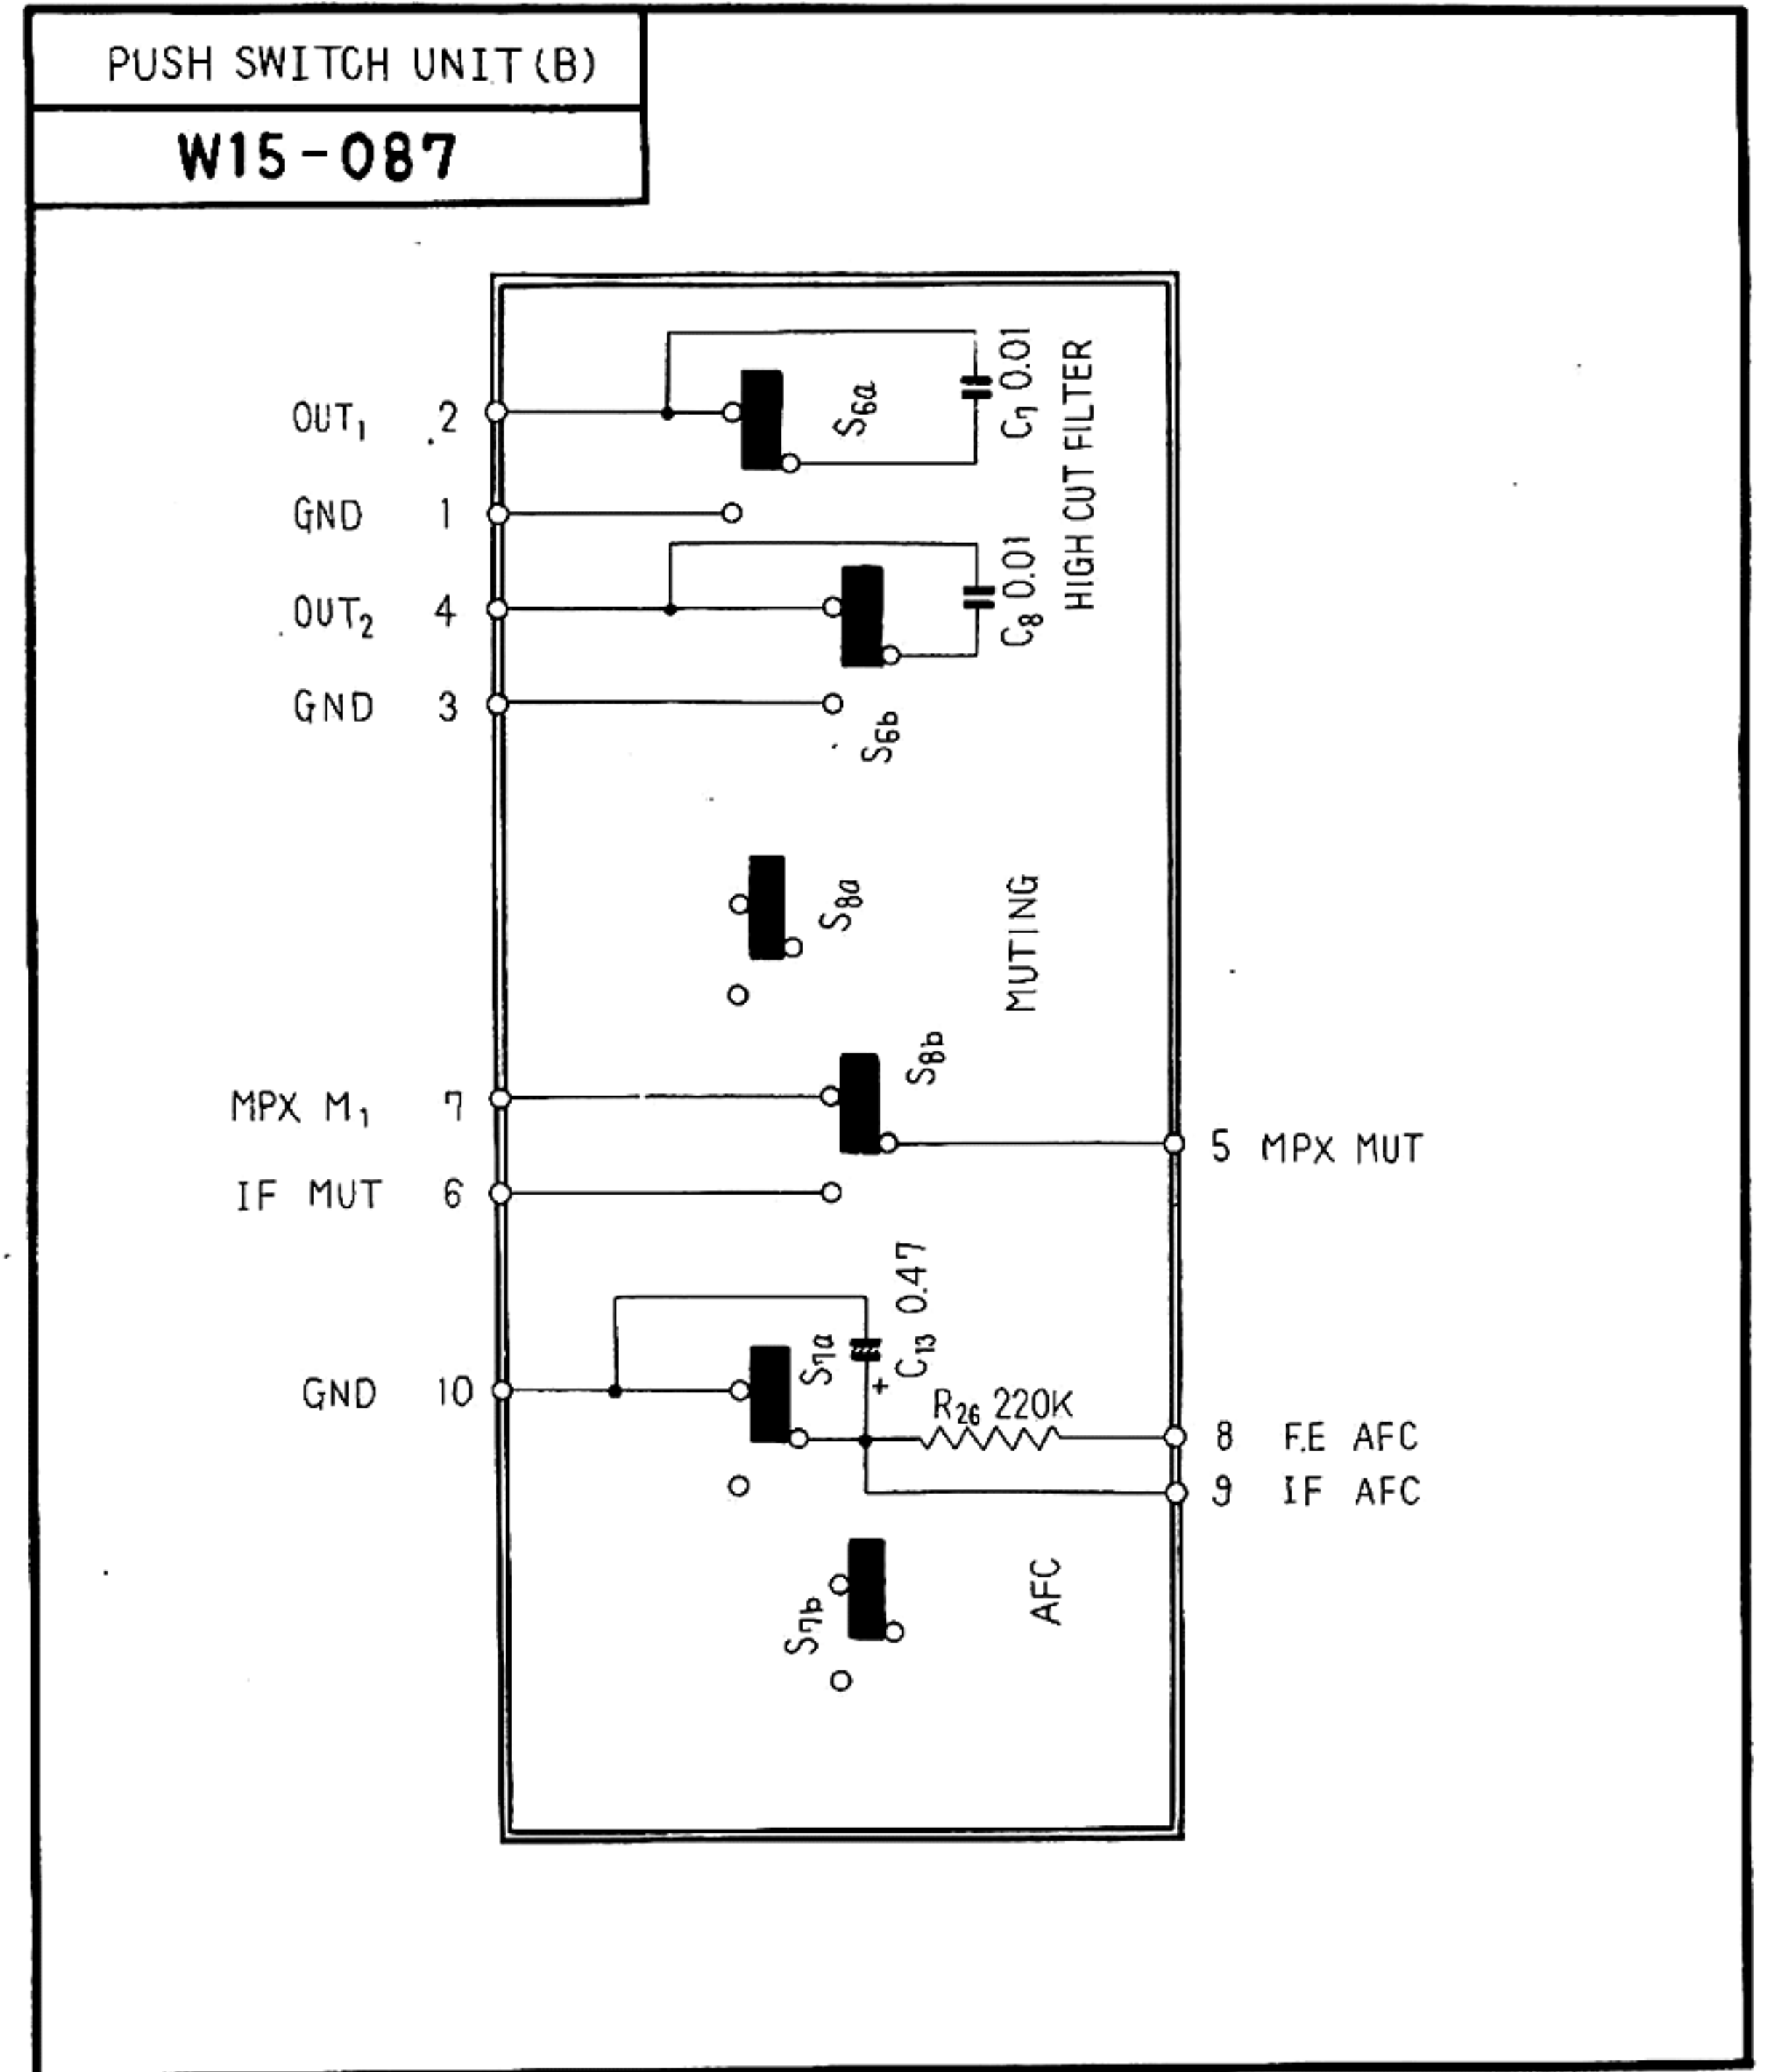 PUSH SWITCH UNIT (B)
W15-087
OUT₁ 2
S6a
C7 0.01
HIGH CUT FILTER
GND 1
OUT₂ 4
C8 0.01
GND 3
S6b
S8a
MUTING
S8b
MPX M₁ 7
5 MPX MUT
IF MUT 6
C13 0.47
S7a
+
GND 10
R26 220K
8 F.E AFC
9 IF AFC
S7b
AFC